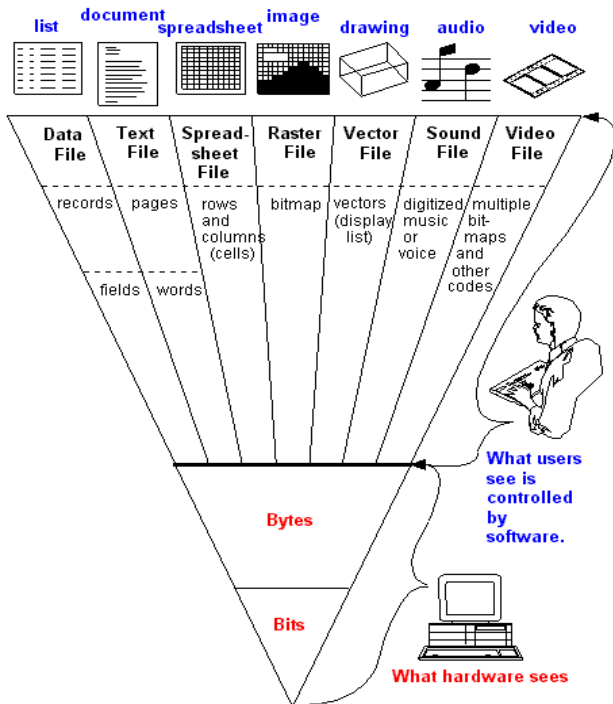 list
document
spreadsheet
image
drawing
audio
video
Data
File
Text
File
Spread-
sheet
File
Raster
File
Vector
File
Sound
File
Video
File
records
pages
rows
and
columns
(cells)
bitmap
vectors
(display
list)
digitized
music
or
voice
multiple
bit-
maps
and
other
codes
fields
words
What users
see is
controlled
by
software.
Bytes
Bits
What hardware sees